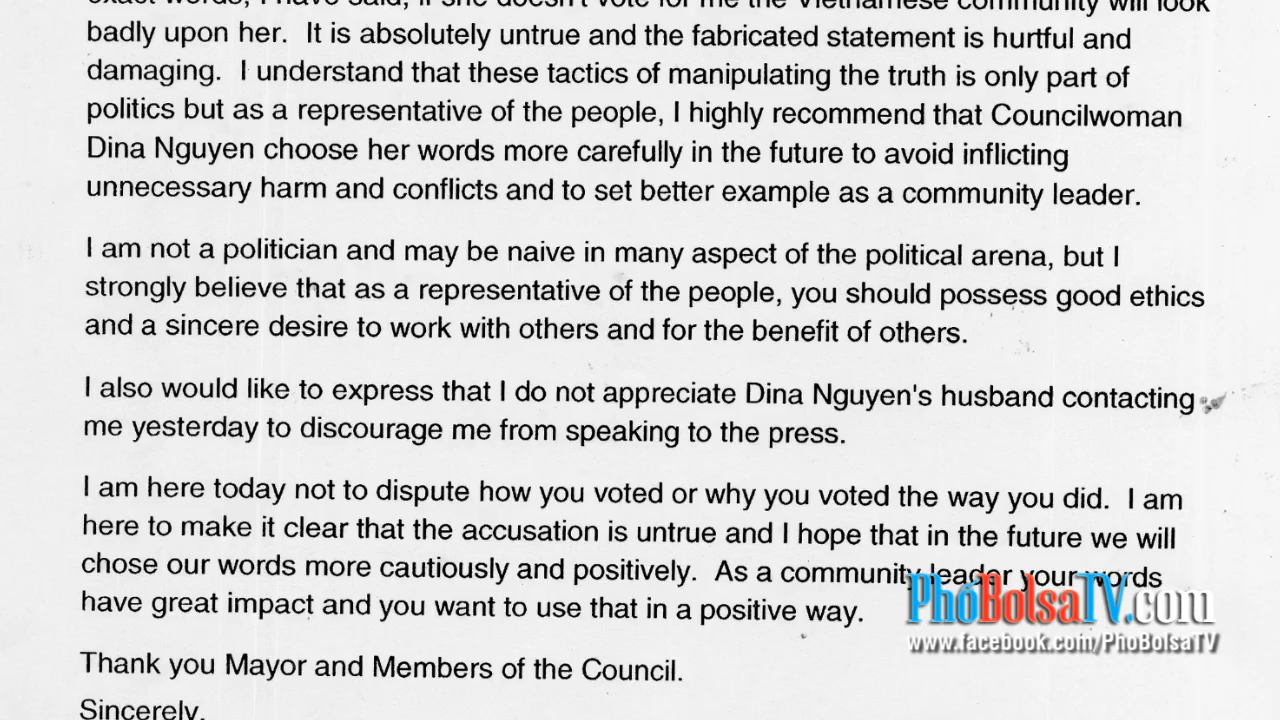 exact words, I have said, if she doesn't vote for me the Vietnamese community will look
badly upon her. It is absolutely untrue and the fabricated statement is hurtful and
damaging. I understand that these tactics of manipulating the truth is only part of
politics but as a representative of the people, I highly recommend that Councilwoman
Dina Nguyen choose her words more carefully in the future to avoid inflicting
unnecessary harm and conflicts and to set better example as a community leader.
I am not a politician and may be naive in many aspect of the political arena, but I
strongly believe that as a representative of the people, you should possess good ethics
and a sincere desire to work with others and for the benefit of others.
I also would like to express that I do not appreciate Dina Nguyen's husband contacting
me yesterday to discourage me from speaking to the press.
I am here today not to dispute how you voted or why you voted the way you did. I am
here to make it clear that the accusation is untrue and I hope that in the future we will
chose our words more cautiously and positively. As a community leader your words
have great impact and you want to use that in a positive way.
PhốBolsaTV.com
www.facebook.com/PhoBolsaTV
Thank you Mayor and Members of the Council.
Sincerely,